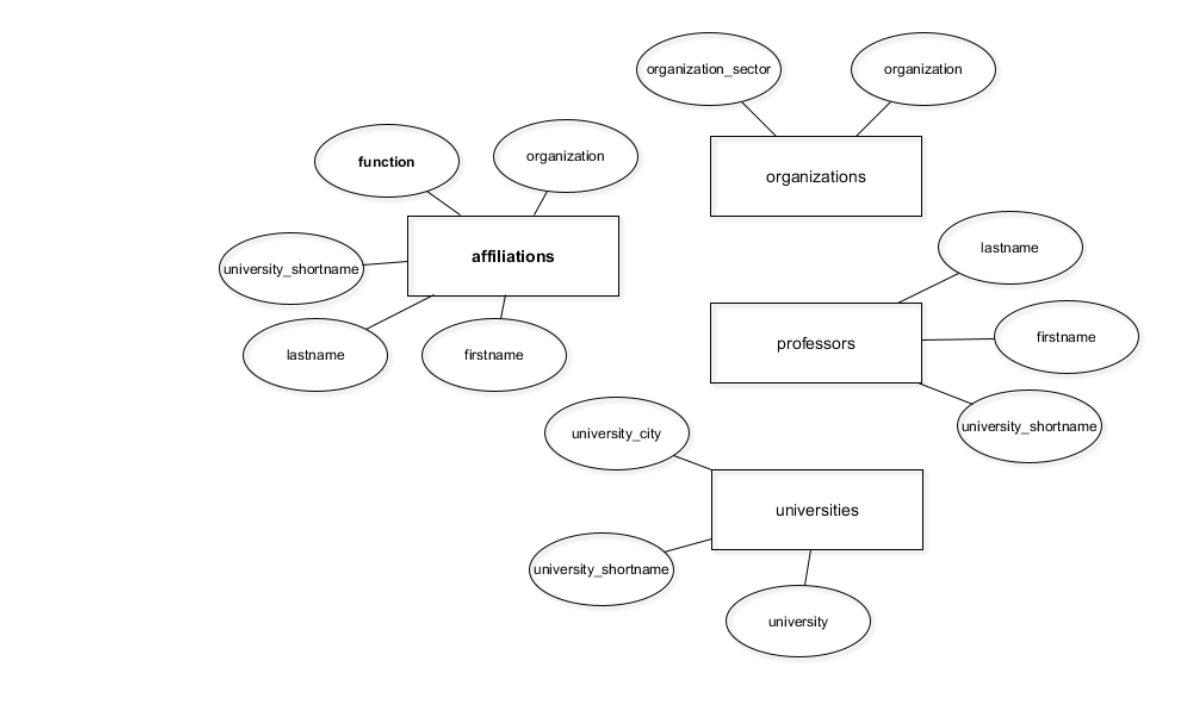 organization_sector
organization
function
organization
organizations
affiliations
lastname
university_shortname
professors
firstname
lastname
firstname
university_shortname
university_city
universities
university_shortname
university